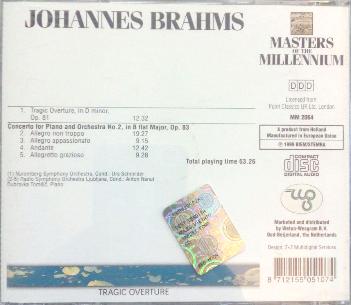 JOHANNES BRAHMS
MASTERS
OF THE
MILLENNIUM
DDD
Licensed from
Point Classics UK Ltd. London
MM 2064
A product from Holland
Manufactured in European Union
© 1999 BIEM/STEMRA
COMPACT
disc
DIGITAL AUDIO
Marketed and distributed
by Weton-Wesgram B.V.
Oud-Beijerland, the Netherlands
Design: 7x7 Multidigital Services
8 712155 051074
1. Tragic Overture, in D minor,
Op. 81 12.32
Concerto for Piano and Orchestra No.2, in B flat Major, Op. 83
2. Allegro non troppo 19.27
3. Allegro appassionato 9.15
4. Andante 12.42
5. Allegretto grazioso 9.28
Total playing time 63.26
(1) Nuremberg Symphony Orchestra, Cond: Urs Schneider
(2-5) Radio Symphony Orchestra Ljubljana, Cond: Anton Nanut
Dubravka Tomšič, Piano
TRAGIC OVERTURE